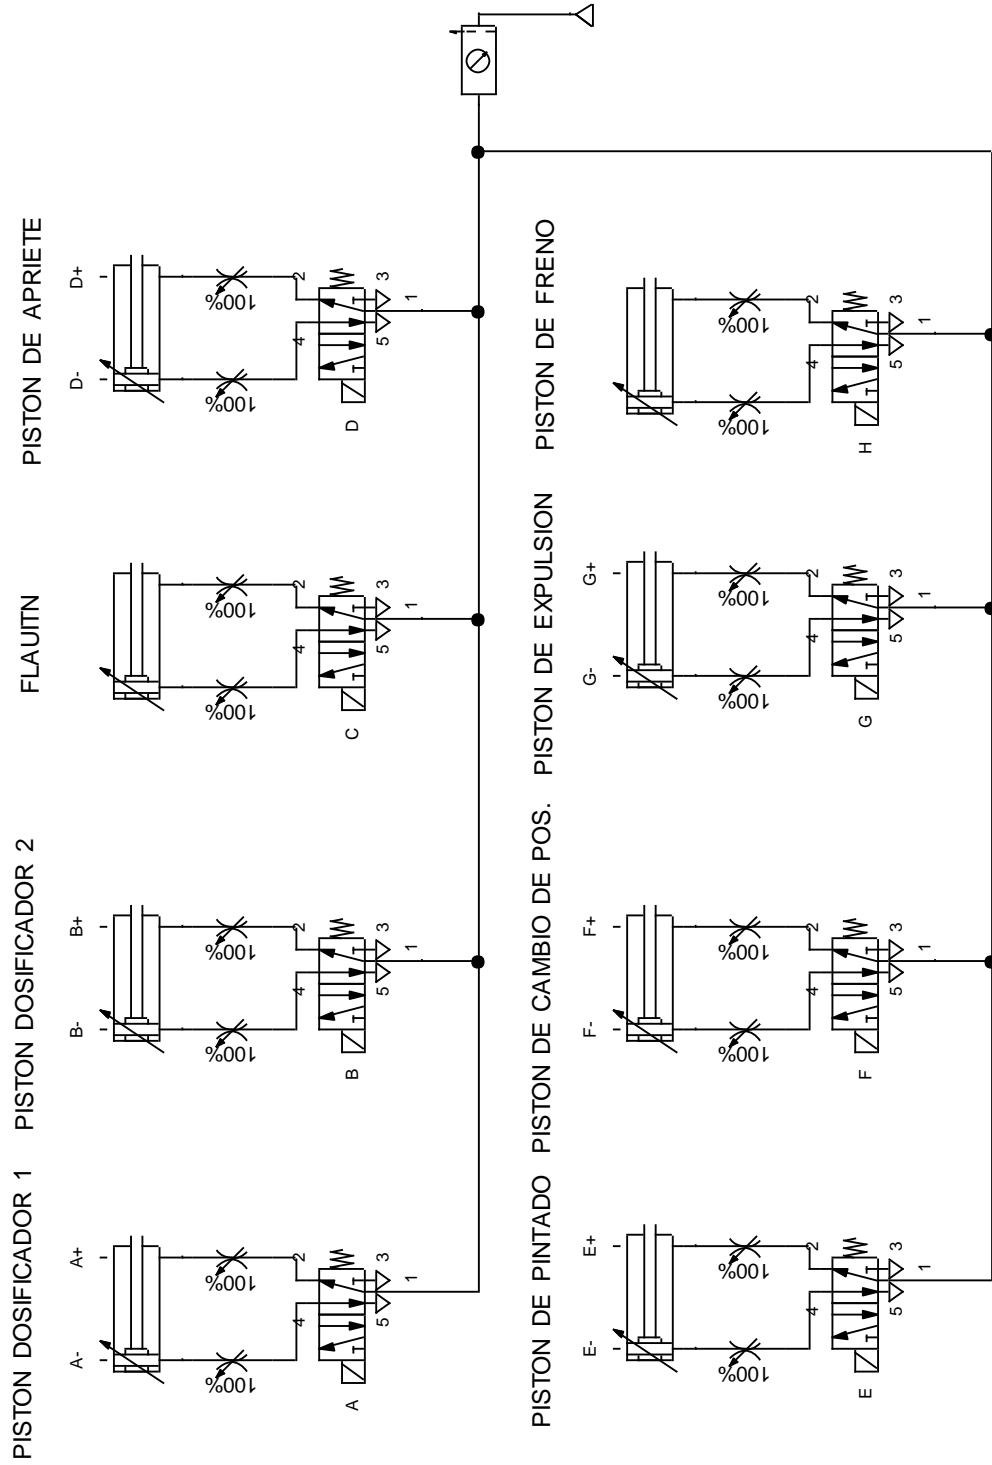 PISTON DOSIFICADOR 1 PISTON DOSIFICADOR 2 FLAUITN PISTON DE APRIETE
A- A+ B- B+ D- D+
100% 100% 100% 100% 100% 100% 100% 100%
4 2 4 2 4 2 4 2
A B C D
5 3 5 3 5 3 5 3
1 1 1 1
PISTON DE PINTADO PISTON DE CAMBIO DE POS. PISTON DE EXPULSION PISTON DE FRENO
E- E+ F- F+ G- G+
100% 100% 100% 100% 100% 100% 100% 100%
4 2 4 2 4 2 4 2
E F G H
5 3 5 3 5 3 5 3
1 1 1 1